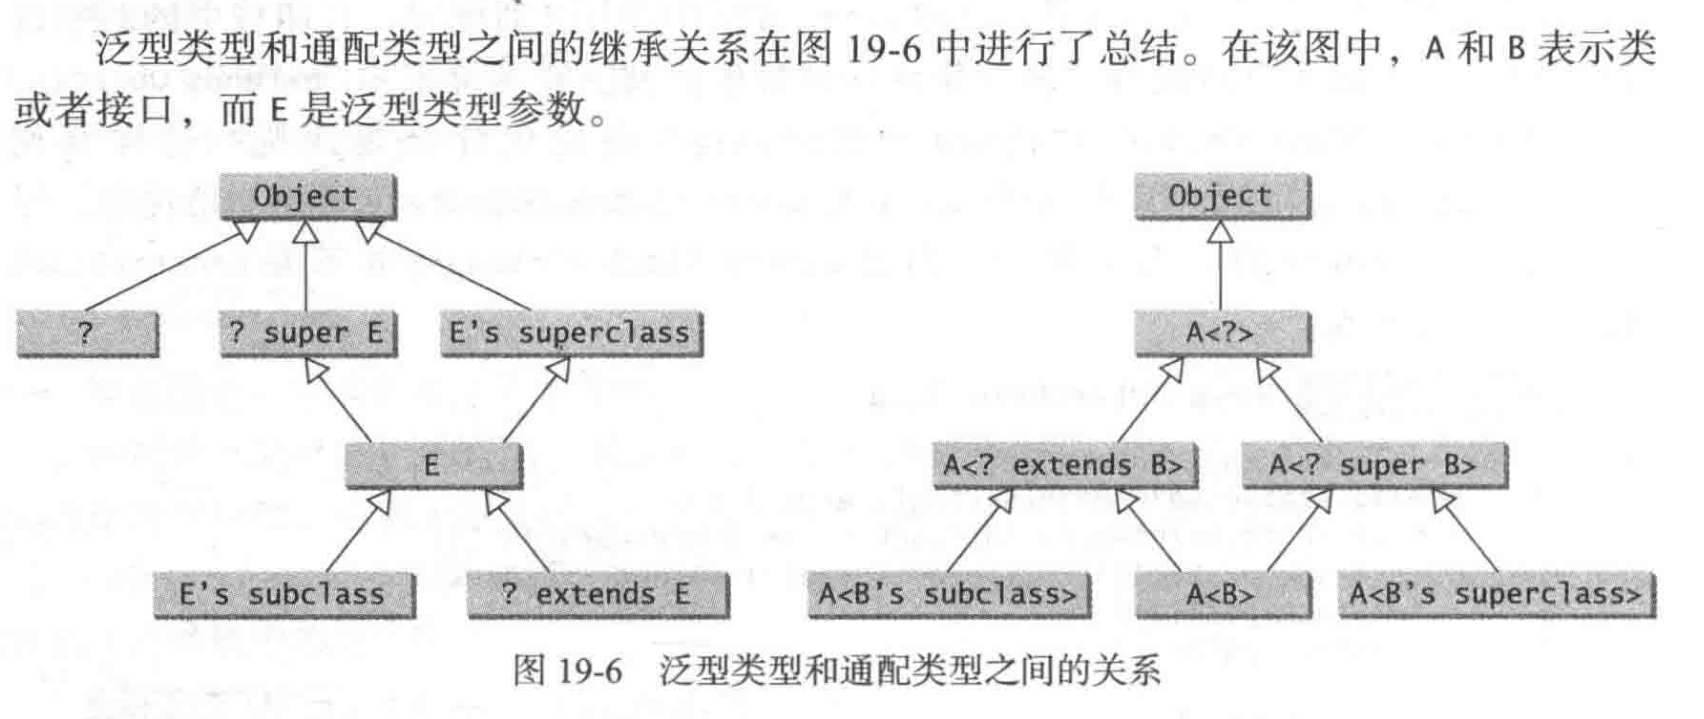 泛型类型和通配类型之间的继承关系在图 19-6 中进行了总结。在该图中，A 和 B 表示类
或者接口，而 E 是泛型类型参数。
Object
? ? super E E's superclass
E
E's subclass ? extends E
Object
A<?>
A<? extends B> A<? super B>
A<B's subclass> A<B> A<B's superclass>
图 19-6 泛型类型和通配类型之间的关系